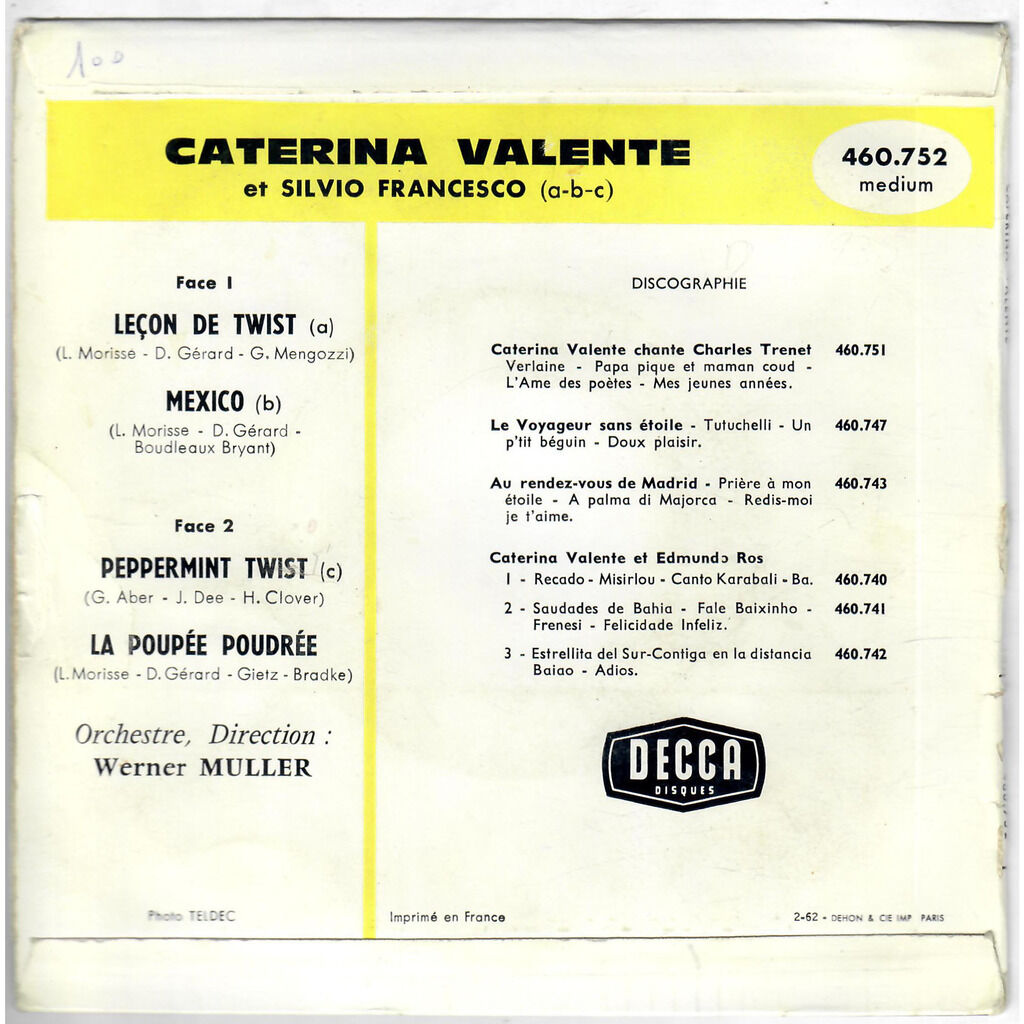 100
CATERINA VALENTE
et SILVIO FRANCESCO (a-b-c)
460.752
medium
Face 1
LEÇON DE TWIST (a)
(L. Morisse - D. Gérard - G. Mengozzi)
MEXICO (b)
(L. Morisse - D. Gérard -
Boudleaux Bryant)
Face 2
PEPPERMINT TWIST (c)
(G. Aber - J. Dee - H. Clover)
LA POUPÉE POUDRÉE
(L. Morisse - D. Gérard - Gietz - Bradke)
Orchestre, Direction :
Werner MULLER
Photo TELDEC
DISCOGRAPHIE
Caterina Valente chante Charles Trenet 460.751
Verlaine - Papa pique et maman coud -
L'Ame des poètes - Mes jeunes années.
Le Voyageur sans étoile - Tutuchelli - Un 460.747
p'tit béguin - Doux plaisir.
Au rendez-vous de Madrid - Prière à mon 460.743
étoile - A palma di Majorca - Redis-moi
je t'aime.
Caterina Valente et Edmundo Ros
1 - Recado - Misirlou - Canto Karabali - Ba. 460.740
2 - Saudades de Bahia - Fale Baixinho - 460.741
Frenesi - Felicidade Infeliz.
3 - Estrellita del Sur-Contiga en la distancia 460.742
Baiao - Adios.
DECCA
DISQUES
Imprimé en France
2-62 - DEHON & CIE IMP PARIS